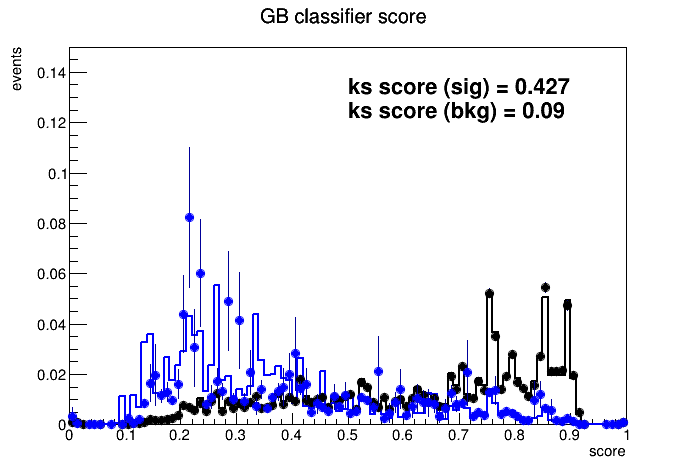 GB classifier score
events
ks score (sig) = 0.427
ks score (bkg) = 0.09
0.14
0.12
0.1
0.08
0.06
0.04
0.02
0
0 0.1 0.2 0.3 0.4 0.5 0.6 0.7 0.8 0.9 1
score